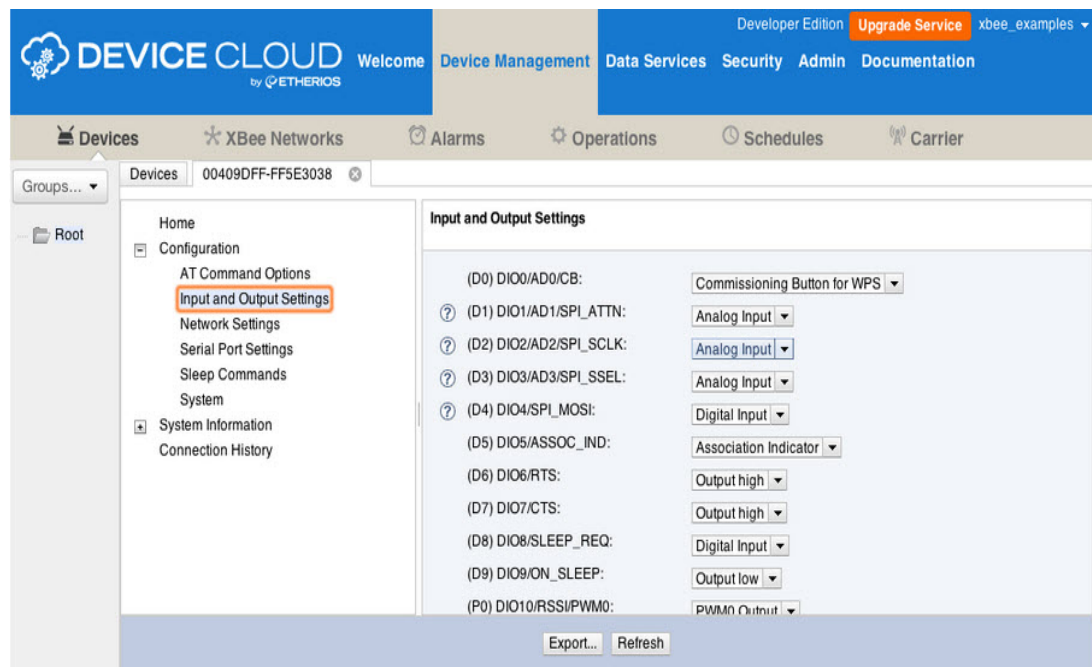 Developer Edition Upgrade Service xbee_examples
DEVICE CLOUD
by ETHERIOS
Welcome Device Management Data Services Security Admin Documentation
Devices XBee Networks Alarms Operations Schedules Carrier
Groups...
Root
Devices 00409DFF-FF5E3038
Home
Configuration
AT Command Options
Input and Output Settings
Network Settings
Serial Port Settings
Sleep Commands
System
System Information
Connection History
Input and Output Settings
(D0) DIO0/AD0/CB: Commissioning Button for WPS
? (D1) DIO1/AD1/SPI_ATTN: Analog Input
? (D2) DIO2/AD2/SPI_SCLK: Analog Input
? (D3) DIO3/AD3/SPI_SSEL: Analog Input
? (D4) DIO4/SPI_MOSI: Digital Input
(D5) DIO5/ASSOC_IND: Association Indicator
(D6) DIO6/RTS: Output high
(D7) DIO7/CTS: Output high
(D8) DIO8/SLEEP_REQ: Digital Input
(D9) DIO9/ON_SLEEP: Output low
(P0) DIO10/RSSI/PWM0: PWM0 Output
Export... Refresh